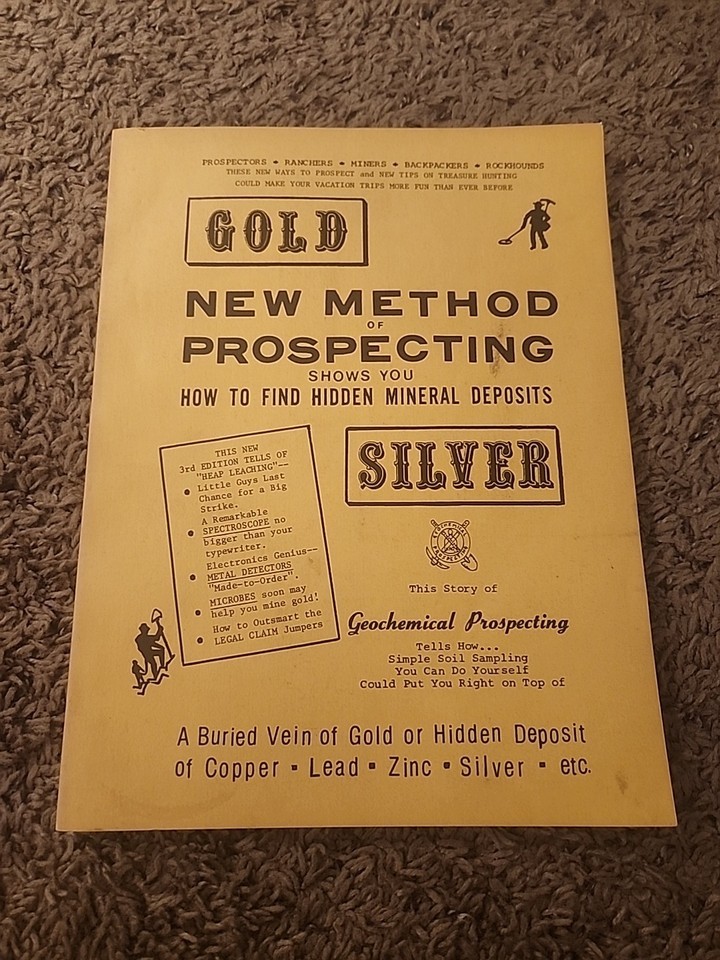 PROSPECTORS • RANCHERS • MINERS • BACKPACKERS • ROCKHOUNDS
THESE NEW WAYS TO PROSPECT and NEW TIPS ON TREASURE HUNTING
COULD MAKE YOUR VACATION TRIPS MORE FUN THAN EVER BEFORE
GOLD
NEW METHOD
OF
PROSPECTING
SHOWS YOU
HOW TO FIND HIDDEN MINERAL DEPOSITS
THIS NEW
3rd EDITION TELLS OF
"HEAP LEACHING"--
• Little Guys Last
Chance for a Big
Strike.
• A Remarkable
SPECTROSCOPE no
bigger than your
typewriter.
• Electronics Genius--
METAL DETECTORS
"Made-to-Order".
• MICROBES soon may
help you mine gold!
• How to Outsmart the
LEGAL CLAIM Jumpers
SILVER
GEOCHEMICAL
PROSPECTING
This Story of
Geochemical Prospecting
Tells How...
Simple Soil Sampling
You Can Do Yourself
Could Put You Right on Top of
A Buried Vein of Gold or Hidden Deposit
of Copper ▪ Lead ▪ Zinc ▪ Silver ▪ etc.